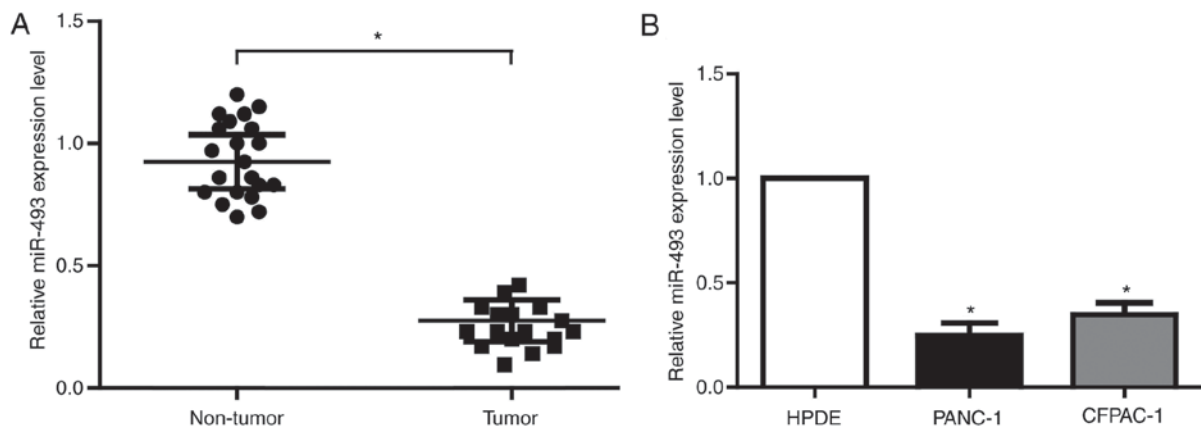 A
Relative miR-493 expression level
1.5
1.0
0.5
0.0
*
Non-tumor
Tumor
B
Relative miR-493 expression level
1.5
1.0
0.5
0.0
*
*
HPDE
PANC-1
CFPAC-1